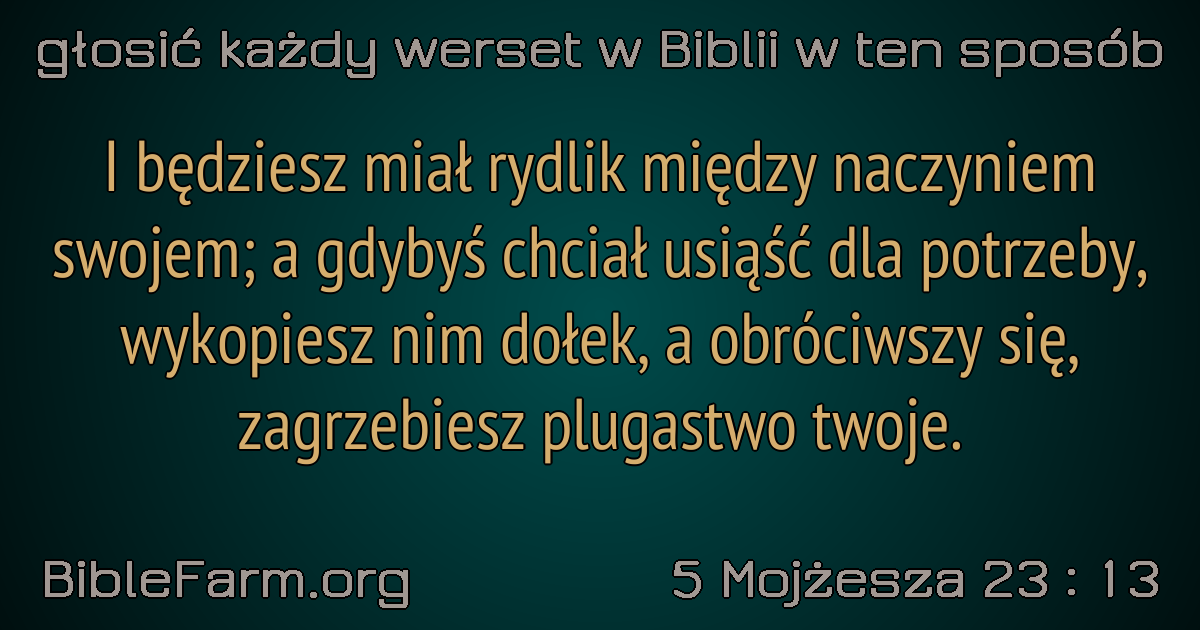 głosić każdy werset w Biblii w ten sposób
I będziesz miał rydlik między naczyniem
swojem; a gdybyś chciał usiąść dla potrzeby,
wykopiesz nim dołek, a obróciwszy się,
zagrzebiesz plugastwo twoje.
BibleFarm.org
5 Mojżesza 23 : 13